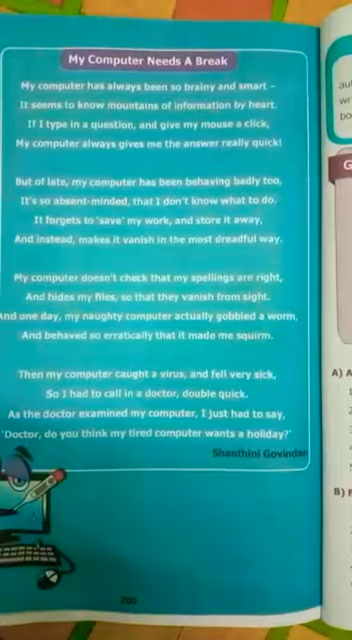 My Computer Needs A Break
My computer has always been so brainy and smart –
It seems to know mountains of information by heart.
If I type in a question, and give my mouse a click,
My computer always gives me the answer really quick!
But of late, my computer has been behaving badly too,
It's so absent-minded, that I don't know what to do.
It forgets to 'save' my work, and store it away,
And instead, makes it vanish in the most dreadful way.
My computer doesn't check that my spellings are right,
And hides my files, so that they vanish from sight.
And one day, my naughty computer actually gobbled a worm,
And behaved so erratically that it made me squirm.
Then my computer caught a virus, and fell very sick,
So I had to call in a doctor, double quick.
As the doctor examined my computer, I just had to say,
'Doctor, do you think my tired computer wants a holiday?'
Shanthini Govindan
200
A) A
B) F